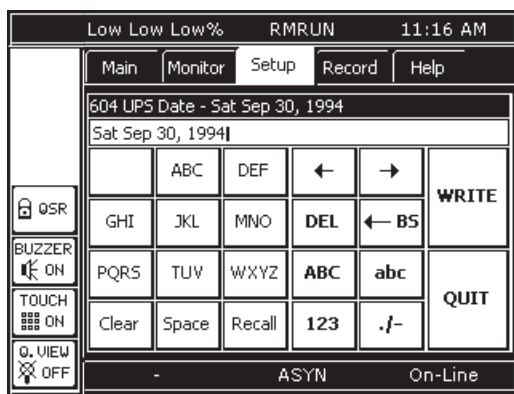 Low Low Low% RMRUN 11:16 AM
Main Monitor Setup Record Help
604 UPS Date - Sat Sep 30, 1994
Sat Sep 30, 1994
ABC DEF ← → WRITE
QSR GHI JKL MNO DEL ← BS
BUZZER ON PQRS TUV WXYZ ABC abc QUIT
TOUCH ON Clear Space Recall 123 ./-
Q.VIEW OFF
- ASYN On-Line